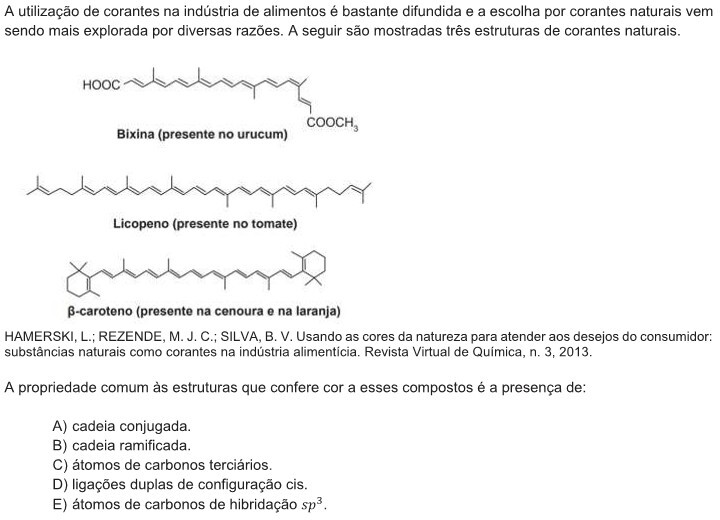 A utilização de corantes na indústria de alimentos é bastante difundida e a escolha por corantes naturais vem
sendo mais explorada por diversas razões. A seguir são mostradas três estruturas de corantes naturais.
HOOC
COOCH₃
Bixina (presente no urucum)
Licopeno (presente no tomate)
β-caroteno (presente na cenoura e na laranja)
HAMERSKI, L.; REZENDE, M. J. C.; SILVA, B. V. Usando as cores da natureza para atender aos desejos do consumidor:
substâncias naturais como corantes na indústria alimentícia. Revista Virtual de Química, n. 3, 2013.
A propriedade comum às estruturas que confere cor a esses compostos é a presença de:
A) cadeia conjugada.
B) cadeia ramificada.
C) átomos de carbonos terciários.
D) ligações duplas de configuração cis.
E) átomos de carbonos de hibridação sp³.